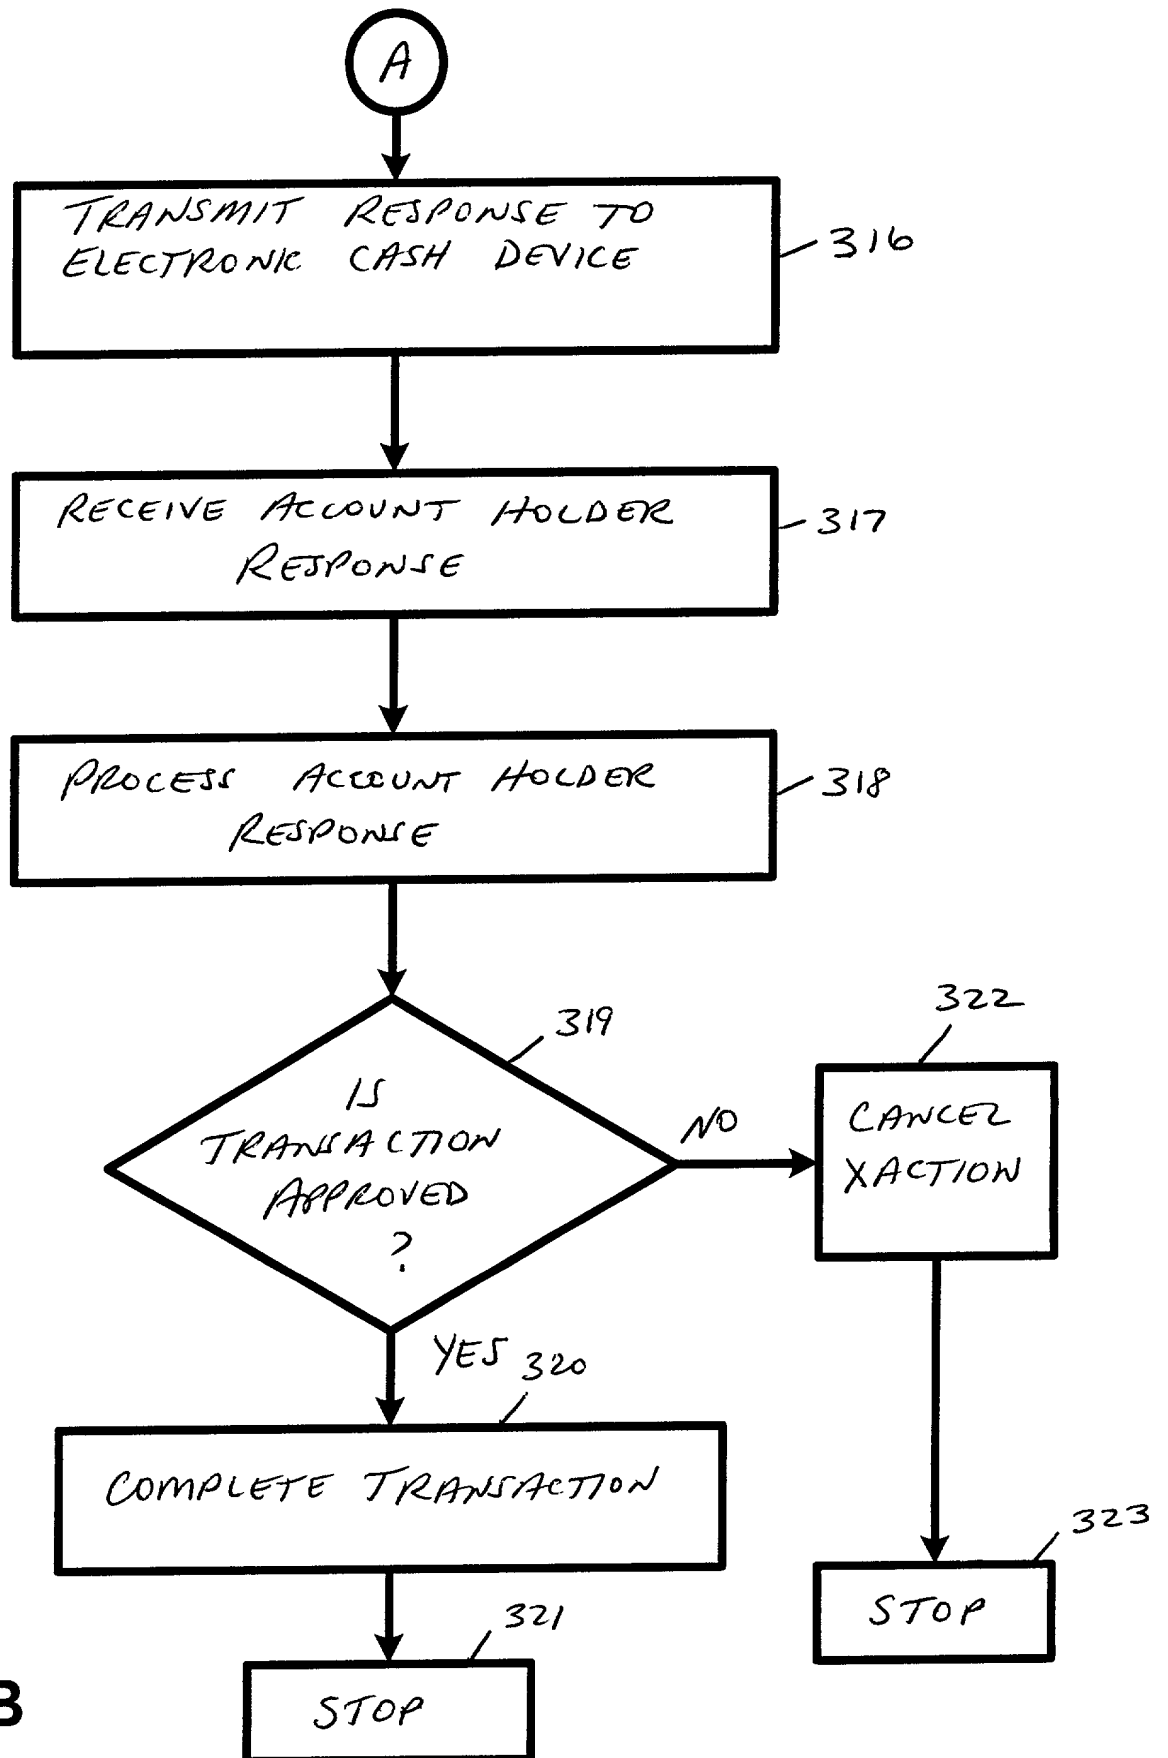 A
TRANSMIT RESPONSE TO
ELECTRONIC CASH DEVICE
316
RECEIVE ACCOUNT HOLDER
RESPONSE
317
PROCESS ACCOUNT HOLDER
RESPONSE
318
319
IS
TRANSACTION
APPROVED
?
NO
322
CANCEL
XACTION
YES
320
COMPLETE TRANSACTION
323
STOP
321
STOP
B